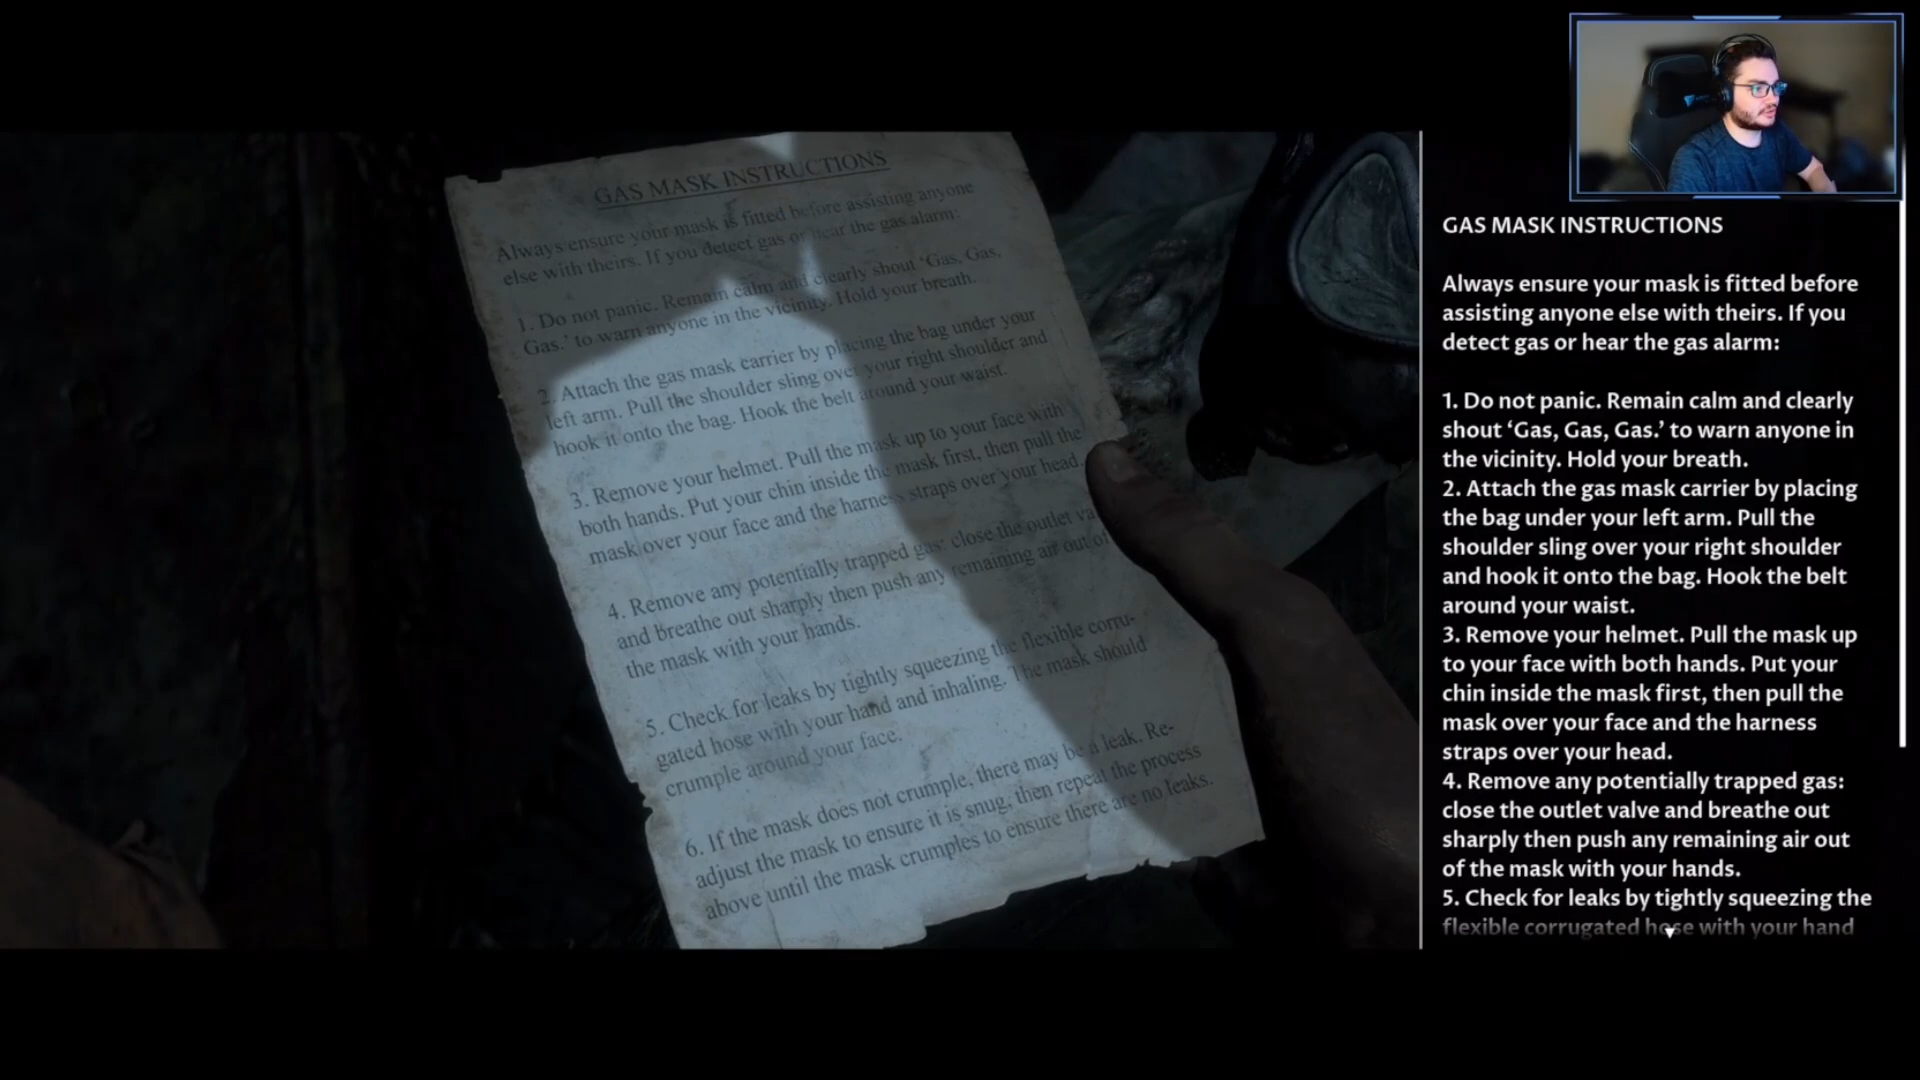 GAS MASK INSTRUCTIONS
Always ensure your mask is fitted before assisting anyone
else with theirs. If you detect gas or hear the gas alarm:
1. Do not panic. Remain calm and clearly shout ‘Gas, Gas,
Gas.’ to warn anyone in the vicinity. Hold your breath.
2. Attach the gas mask carrier by placing the bag under your
left arm. Pull the shoulder sling over your right shoulder and
hook it onto the bag. Hook the belt around your waist.
3. Remove your helmet. Pull the mask up to your face with
both hands. Put your chin inside the mask first, then pull the
mask over your face and the harness straps over your head.
4. Remove any potentially trapped gas: close the outlet va
and breathe out sharply then push any remaining air out of
the mask with your hands.
5. Check for leaks by tightly squeezing the flexible corru-
gated hose with your hand and inhaling. The mask should
crumple around your face.
6. If the mask does not crumple, there may be a leak. Re-
adjust the mask to ensure it is snug, then repeat the process
above until the mask crumples to ensure there are no leaks.
GAS MASK INSTRUCTIONS
Always ensure your mask is fitted before
assisting anyone else with theirs. If you
detect gas or hear the gas alarm:
1. Do not panic. Remain calm and clearly
shout ‘Gas, Gas, Gas.’ to warn anyone in
the vicinity. Hold your breath.
2. Attach the gas mask carrier by placing
the bag under your left arm. Pull the
shoulder sling over your right shoulder
and hook it onto the bag. Hook the belt
around your waist.
3. Remove your helmet. Pull the mask up
to your face with both hands. Put your
chin inside the mask first, then pull the
mask over your face and the harness
straps over your head.
4. Remove any potentially trapped gas:
close the outlet valve and breathe out
sharply then push any remaining air out
of the mask with your hands.
5. Check for leaks by tightly squeezing the
flexible corrugated hose with your hand